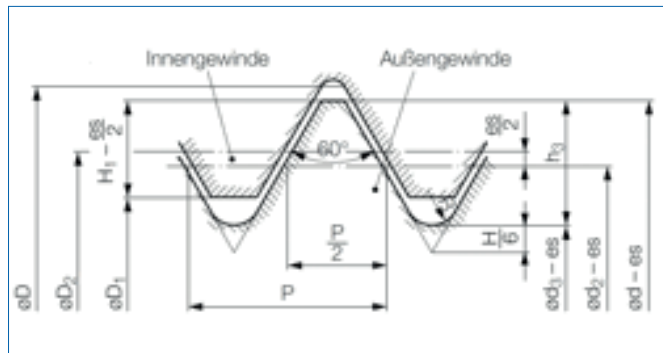 Innengewinde
Außengewinde
60°
H₁ – es/2
es/2
h₃
R
P/2
H/6
P
øD
øD₂
øD₁
ød₃ – es
ød₂ – es
ød – es